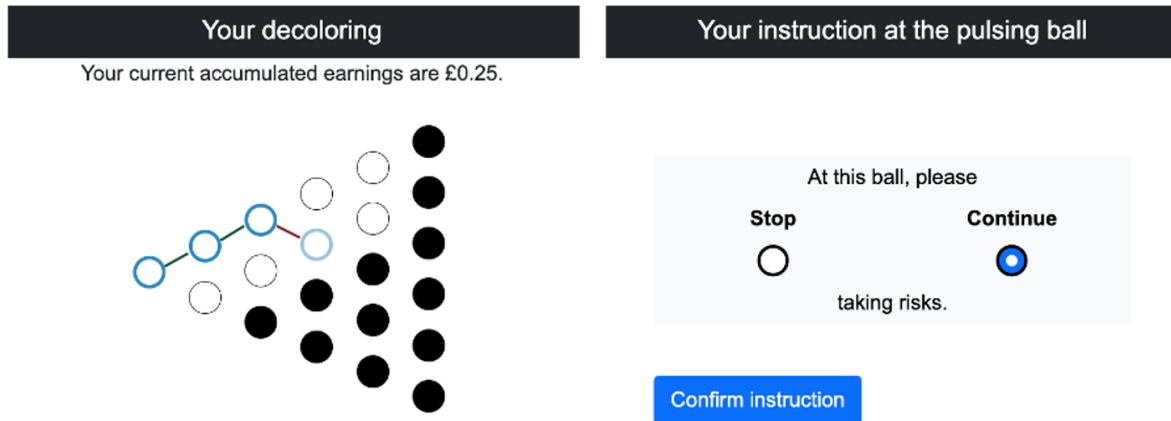 Your decoloring
Your current accumulated earnings are £0.25.
Your instruction at the pulsing ball
At this ball, please
Stop Continue
taking risks.
Confirm instruction